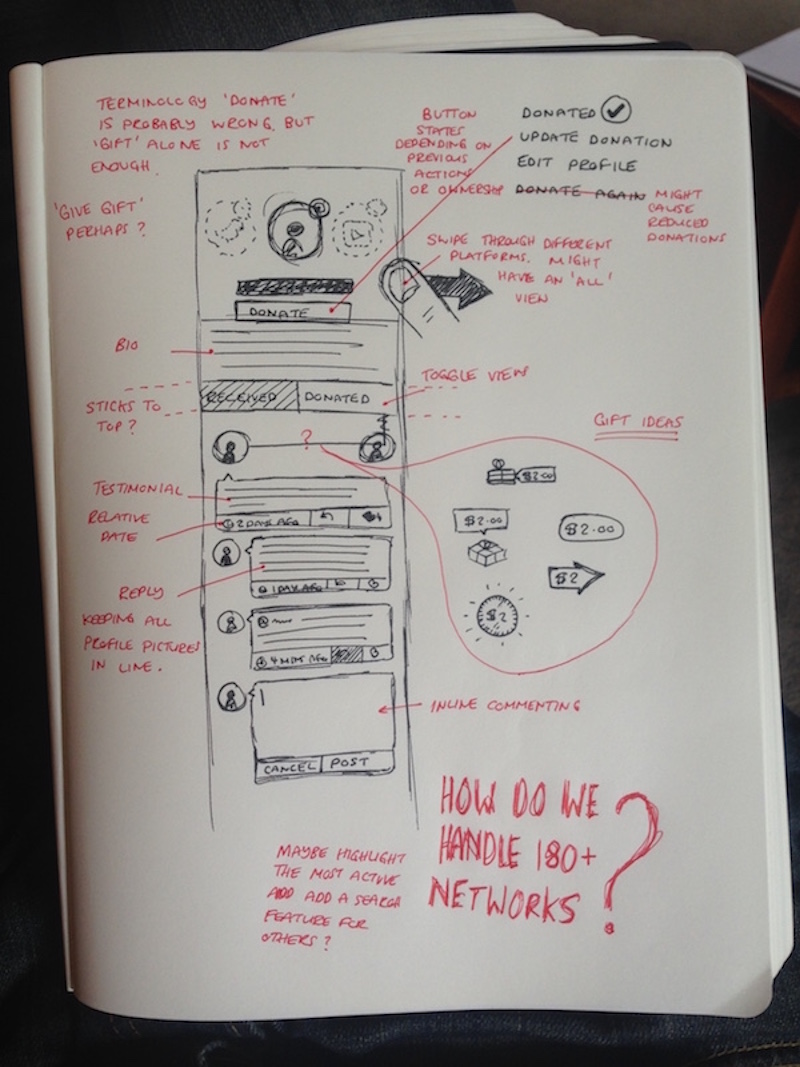 TERMINOLOGY 'DONATE'
IS PROBABLY WRONG, BUT
'GIFT' ALONE IS NOT
ENOUGH.
'GIVE GIFT'
PERHAPS?
BUTTON
STATES
DEPENDING ON
PREVIOUS
ACTIONS
OR OWNERSHIP
DONATED
UPDATE DONATION
EDIT PROFILE
DONATE AGAIN
MIGHT
CAUSE
REDUCED
DONATIONS
SWIPE THROUGH DIFFERENT
PLATFORMS. MIGHT
HAVE AN 'ALL'
VIEW
DONATE
BIO
TOGGLE VIEW
RECEIVED
DONATED
STICKS TO
TOP?
?
GIFT IDEAS
$2.00
$2.00
$2.00
$2
$2
TESTIMONIAL
RELATIVE
DATE
2 DAYS AGO
REPLY
1 DAY AGO
KEEPING ALL
PROFILE PICTURES
IN LINE.
4 MINS AGO
INLINE COMMENTING
CANCEL
POST
HOW DO WE
HANDLE 180+
NETWORKS?
MAYBE HIGHLIGHT
THE MOST ACTIVE
ADD ADD A SEARCH
FEATURE FOR
OTHERS?